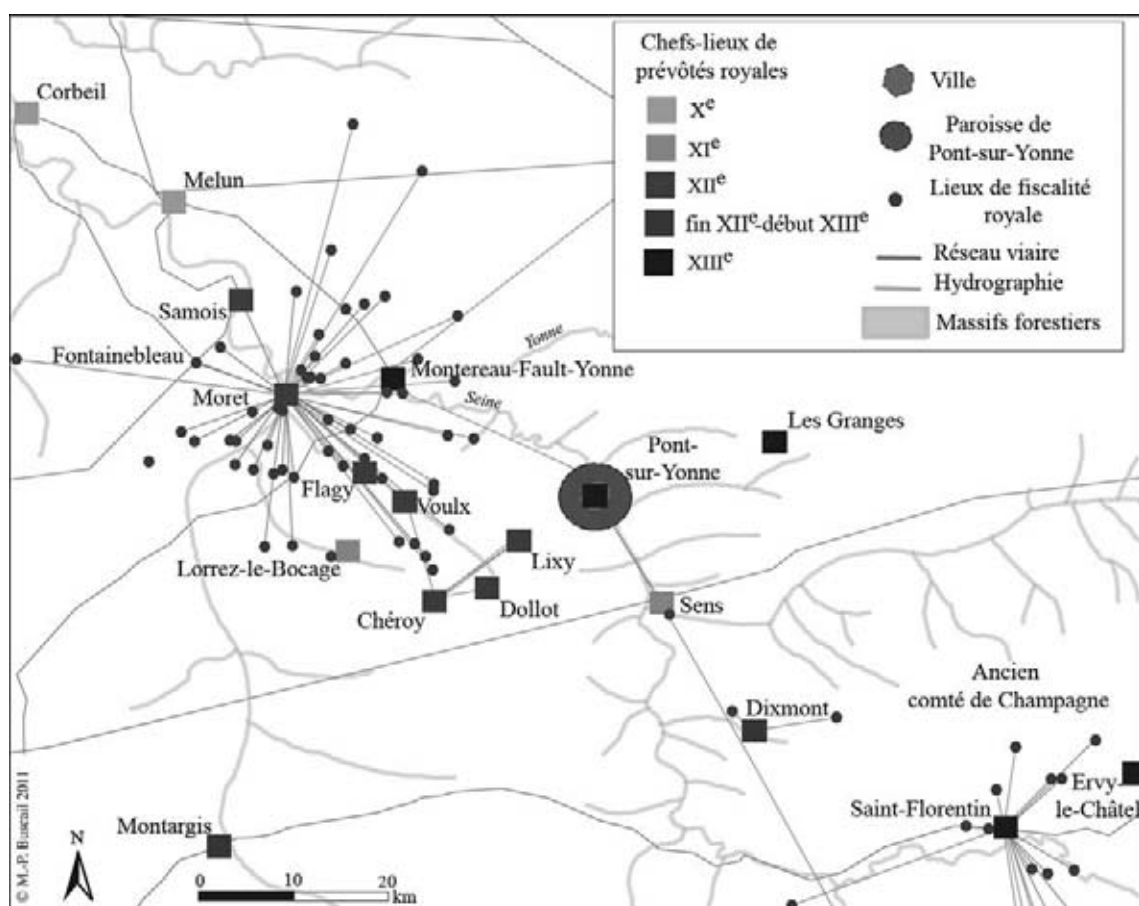 Corbeil
Melun
Samois
Fontainebleau
Moret
Yonne
Montereau-Fault-Yonne
Seine
Les Granges
Pont-
sur-Yonne
Flagy
Voulx
Lorrez-le-Bocage
Lixy
Chéroy
Dollot
Sens
Ancien
comté de Champagne
Dixmont
Saint-Florentin
Ervy-
le-Châtel
Montargis
N
0 10 20
km
© M.-P. Buscail 2011
Chefs-lieux de
prévôtés royales
Xe
XIe
XIIe
fin XIIe-début XIIIe
XIIIe
Ville
Paroisse de
Pont-sur-Yonne
Lieux de fiscalité
royale
Réseau viaire
Hydrographie
Massifs forestiers